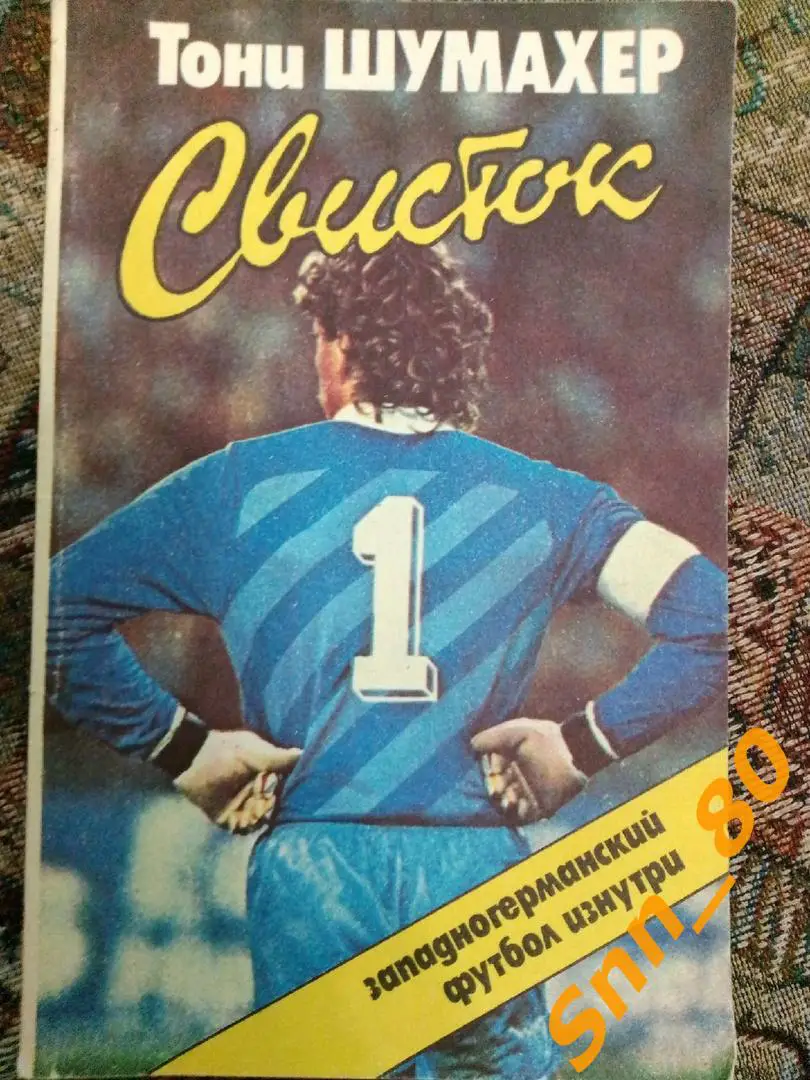 Тони ШУМАХЕР
Свисток
1
западногерманский
футбол изнутри
Snn_80